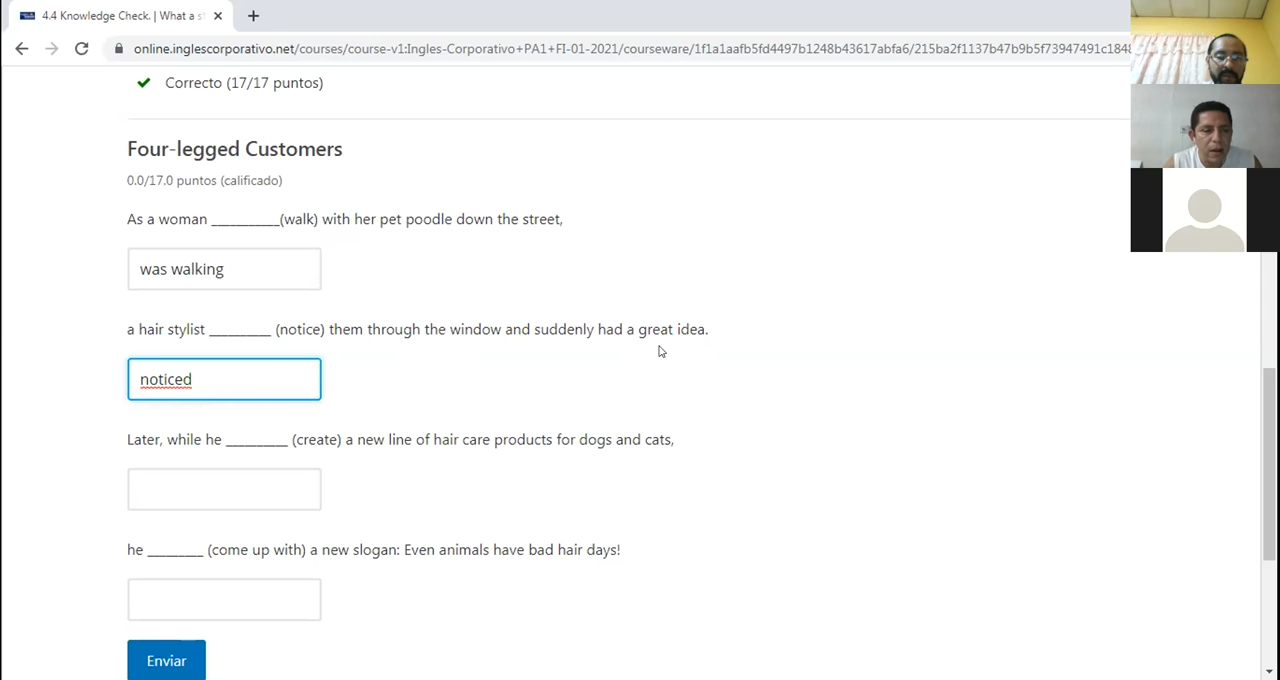 4.4 Knowledge Check. | What a s
online.inglescorporativo.net/courses/course-v1:Ingles-Corporativo+PA1+FI-01-2021/courseware/1f1a1aafb5fd4497b1248b43617abfa6/215ba2f1137b47b9b5f73947491c1848
Correcto (17/17 puntos)
Four-legged Customers
0.0/17.0 puntos (calificado)
As a woman __________(walk) with her pet poodle down the street,
was walking
a hair stylist _________ (notice) them through the window and suddenly had a great idea.
noticed
Later, while he _________ (create) a new line of hair care products for dogs and cats,
he ________ (come up with) a new slogan: Even animals have bad hair days!
Enviar